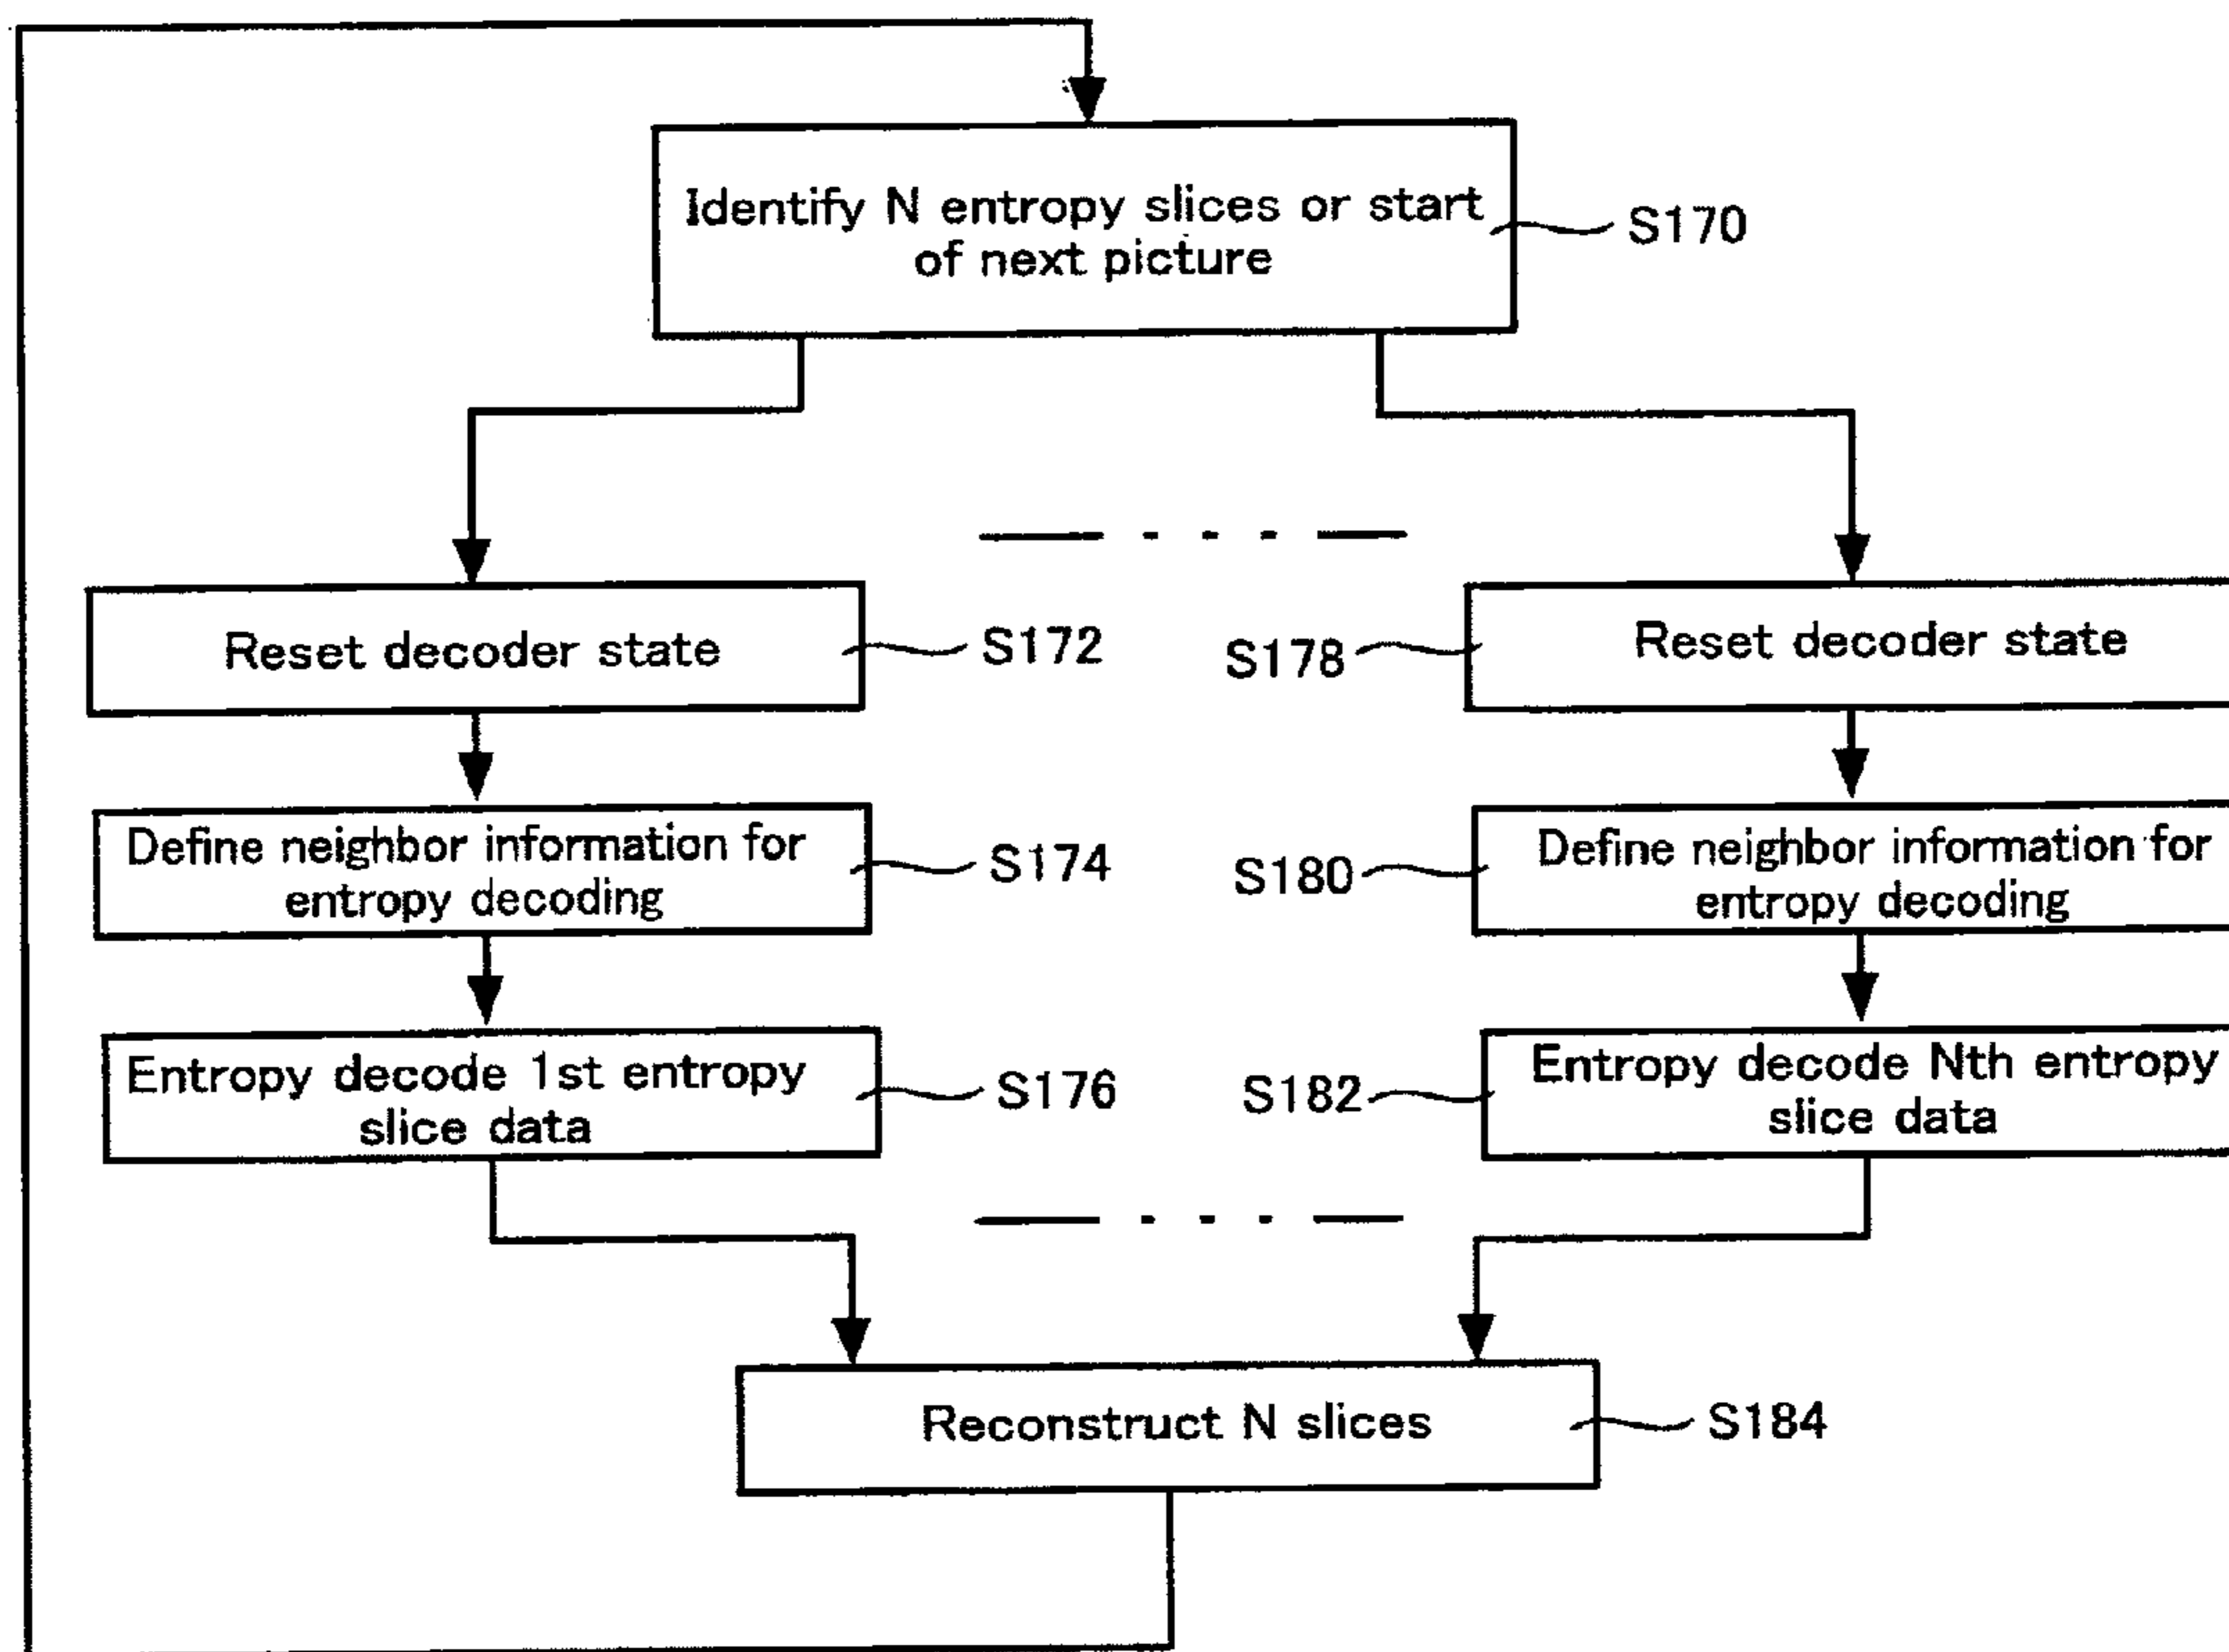 Identify N entropy slices or start
of next picture
S170
Reset decoder state
S172
S178
Reset decoder state
Define neighbor information for
entropy decoding
S174
S180
Define neighbor information for
entropy decoding
Entropy decode 1st entropy
slice data
S176
S182
Entropy decode Nth entropy
slice data
Reconstruct N slices
S184